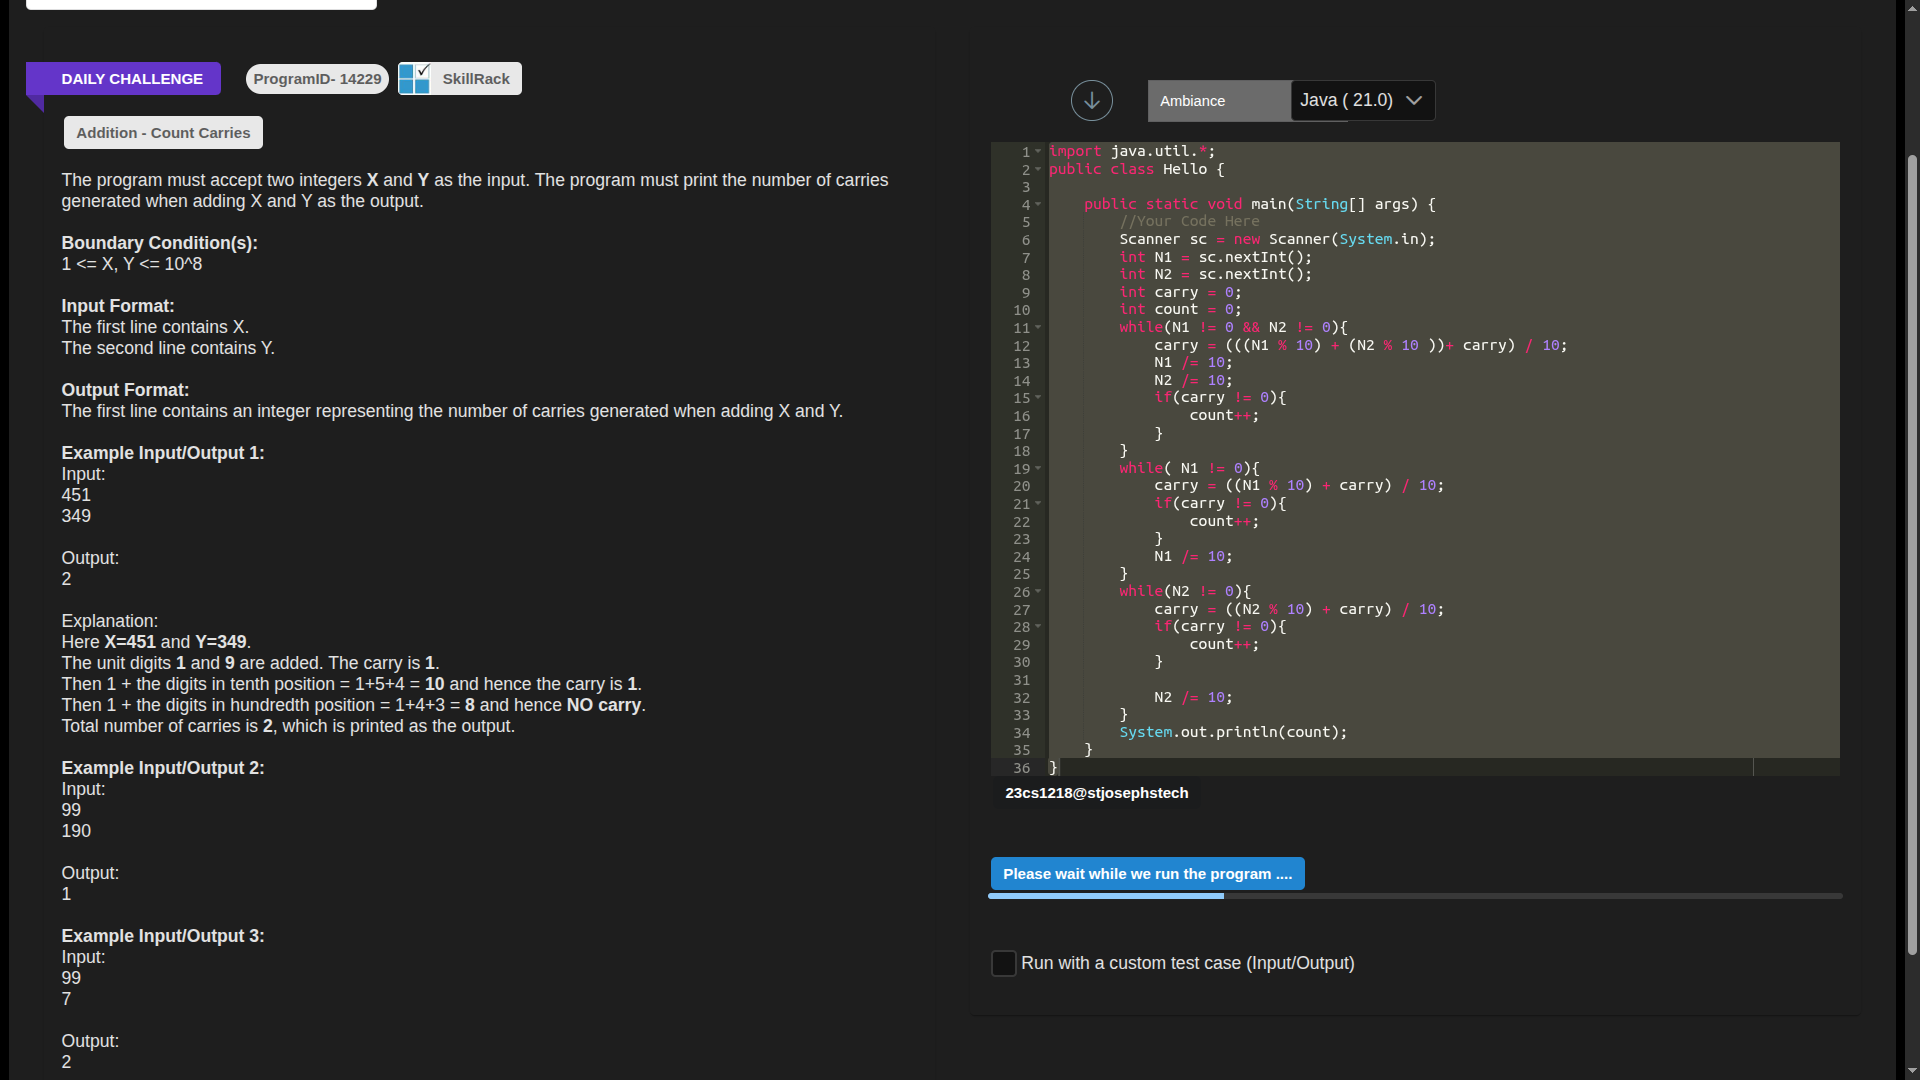 DAILY CHALLENGE
ProgramID- 14229
SkillRack
Addition - Count Carries
The program must accept two integers X and Y as the input. The program must print the number of carries
generated when adding X and Y as the output.
Boundary Condition(s):
1 <= X, Y <= 10^8
Input Format:
The first line contains X.
The second line contains Y.
Output Format:
The first line contains an integer representing the number of carries generated when adding X and Y.
Example Input/Output 1:
Input:
451
349
Output:
2
Explanation:
Here X=451 and Y=349.
The unit digits 1 and 9 are added. The carry is 1.
Then 1 + the digits in tenth position = 1+5+4 = 10 and hence the carry is 1.
Then 1 + the digits in hundredth position = 1+4+3 = 8 and hence NO carry.
Total number of carries is 2, which is printed as the output.
Example Input/Output 2:
Input:
99
190
Output:
1
Example Input/Output 3:
Input:
99
7
Output:
2
Ambiance
Java ( 21.0)
1 import java.util.*;
2 public class Hello {
3
4     public static void main(String[] args) {
5         //Your Code Here
6         Scanner sc = new Scanner(System.in);
7         int N1 = sc.nextInt();
8         int N2 = sc.nextInt();
9         int carry = 0;
10         int count = 0;
11         while(N1 != 0 && N2 != 0){
12             carry = (((N1 % 10) + (N2 % 10 ))+ carry) / 10;
13             N1 /= 10;
14             N2 /= 10;
15             if(carry != 0){
16                 count++;
17             }
18         }
19         while( N1 != 0){
20             carry = ((N1 % 10) + carry) / 10;
21             if(carry != 0){
22                 count++;
23             }
24             N1 /= 10;
25         }
26         while(N2 != 0){
27             carry = ((N2 % 10) + carry) / 10;
28             if(carry != 0){
29                 count++;
30             }
31
32             N2 /= 10;
33         }
34         System.out.println(count);
35     }
36 }
23cs1218@stjosephstech
Please wait while we run the program ....
Run with a custom test case (Input/Output)